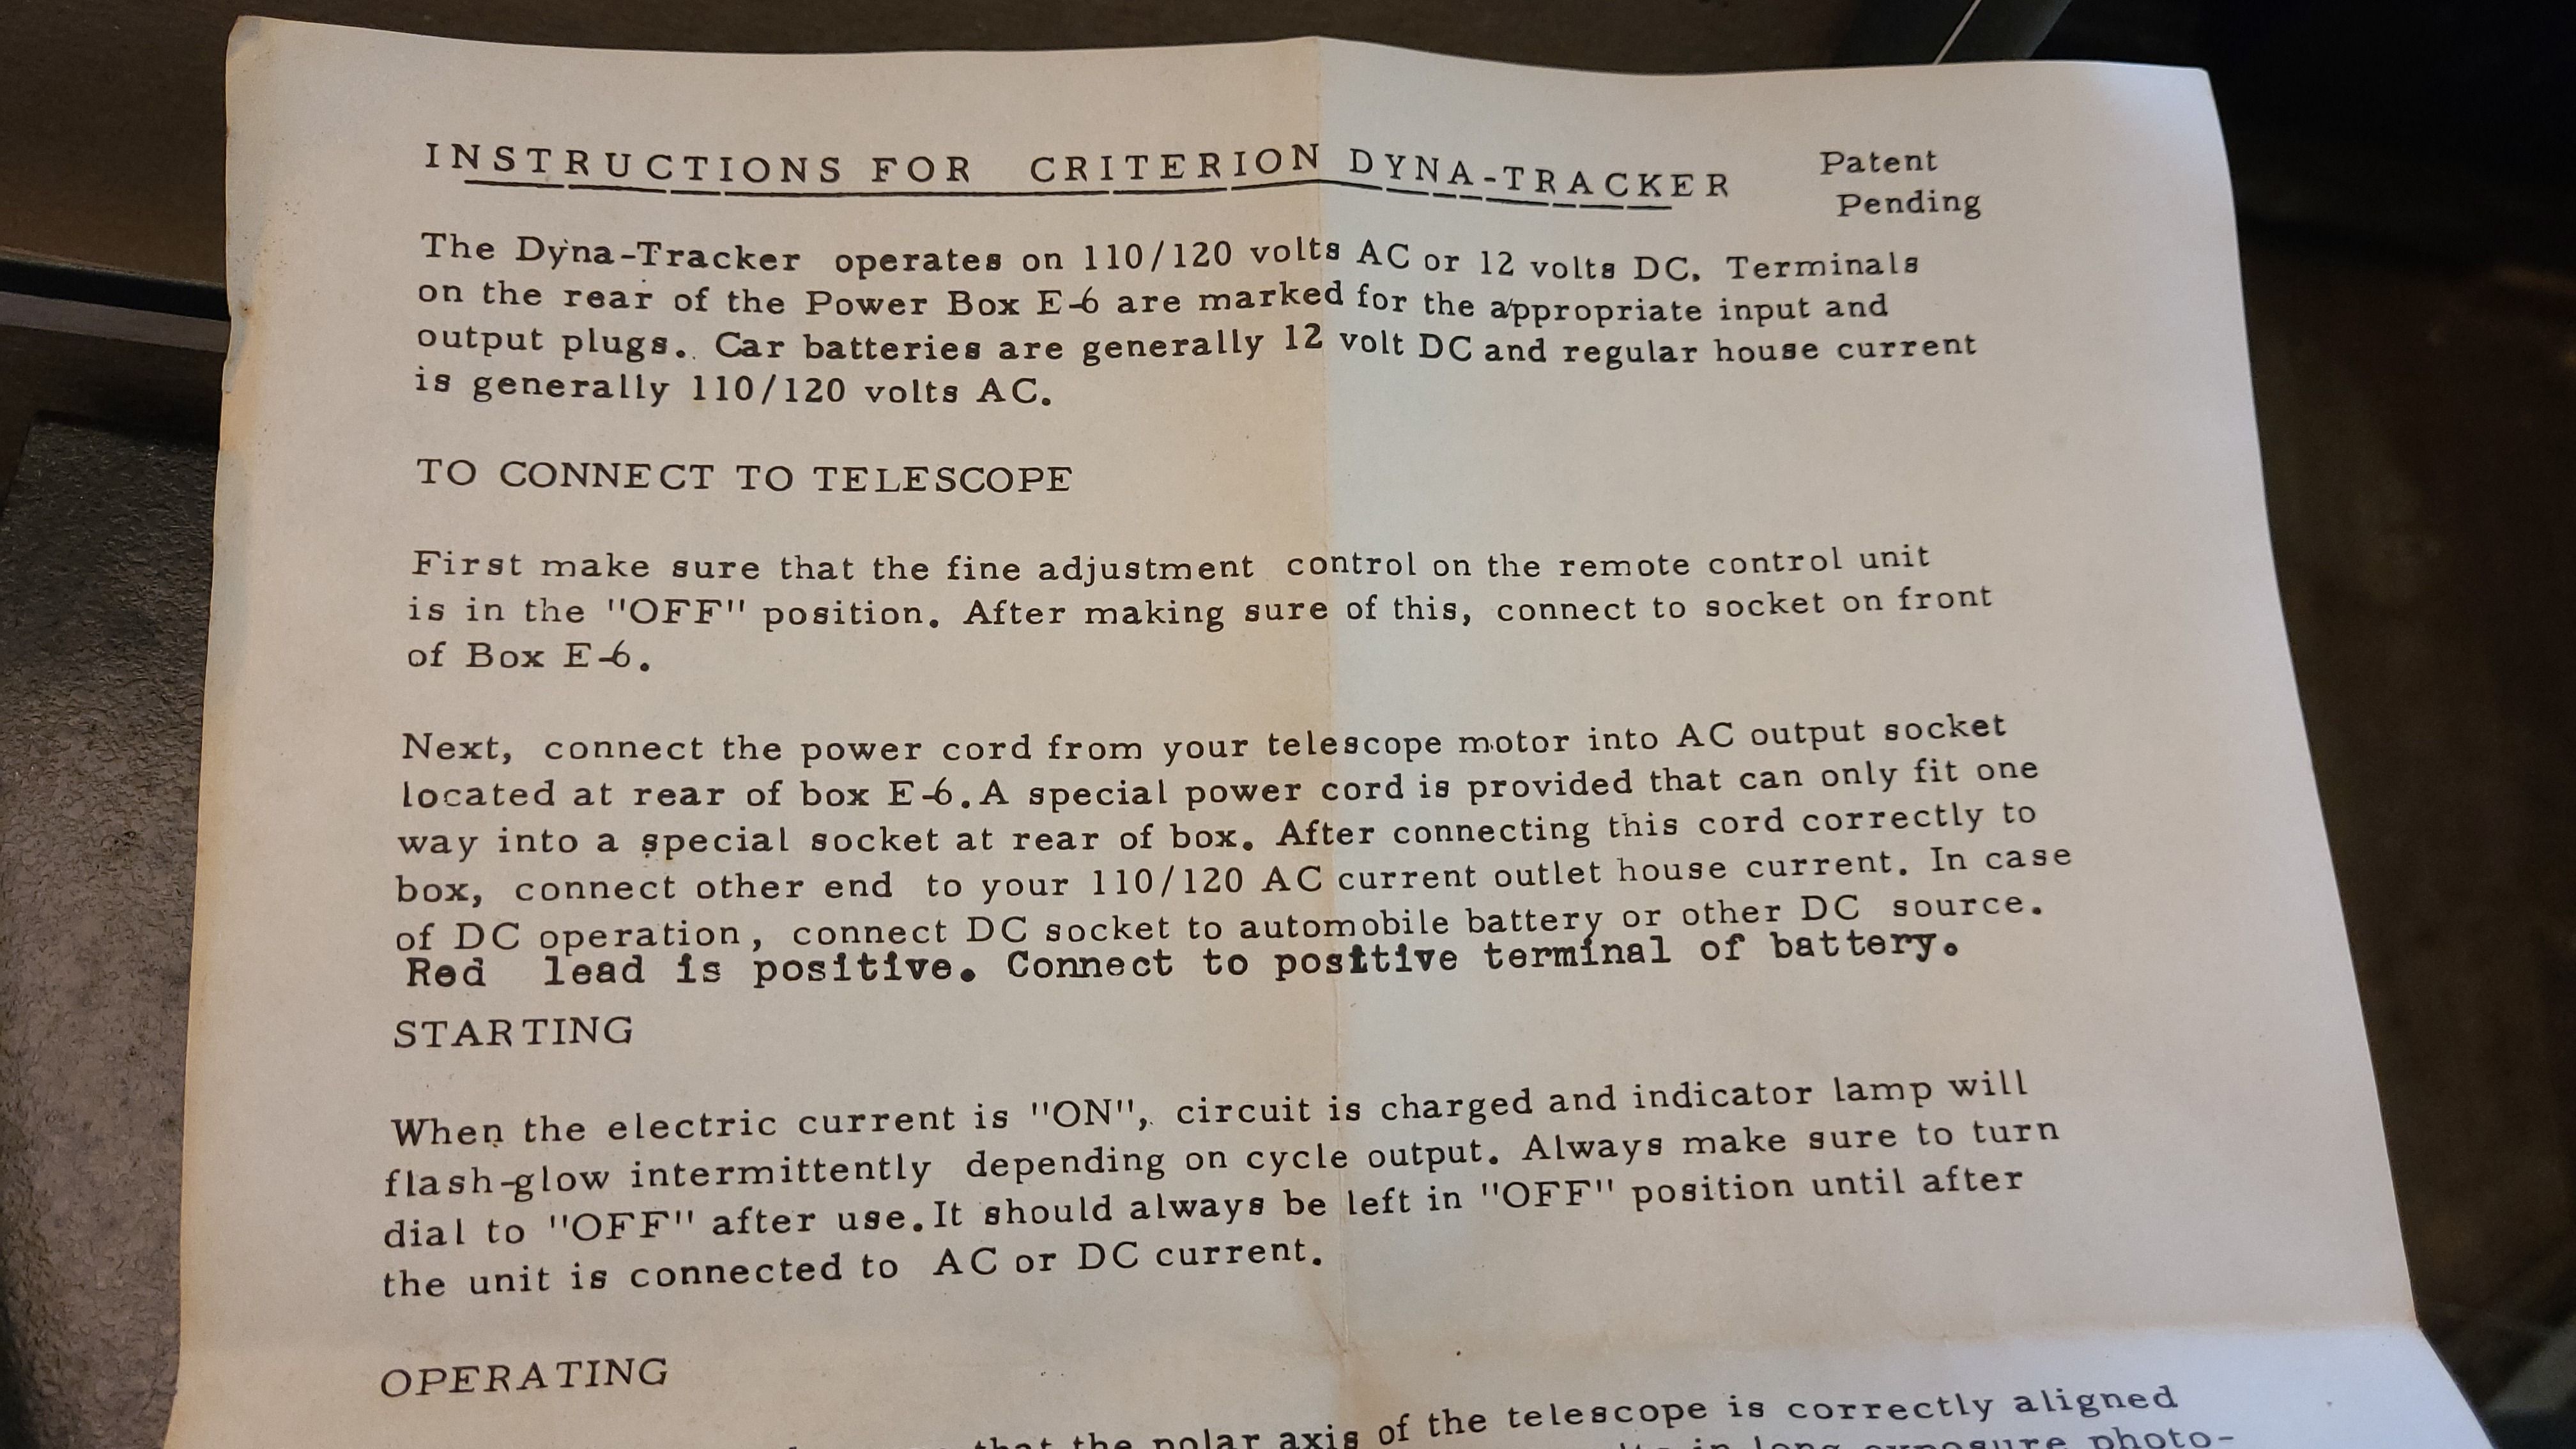 INSTRUCTIONS FOR CRITERION DYNA-TRACKER Patent
Pending
The Dyna-Tracker operates on 110/120 volts AC or 12 volts DC. Terminals
on the rear of the Power Box E-6 are marked for the appropriate input and
output plugs. Car batteries are generally 12 volt DC and regular house current
is generally 110/120 volts AC.
TO CONNECT TO TELESCOPE
First make sure that the fine adjustment control on the remote control unit
is in the "OFF" position. After making sure of this, connect to socket on front
of Box E-6.
Next, connect the power cord from your telescope motor into AC output socket
located at rear of box E-6. A special power cord is provided that can only fit one
way into a special socket at rear of box. After connecting this cord correctly to
box, connect other end to your 110/120 AC current outlet house current. In case
of DC operation, connect DC socket to automobile battery or other DC source.
Red lead is positive. Connect to positive terminal of battery.
STARTING
When the electric current is "ON", circuit is charged and indicator lamp will
flash-glow intermittently depending on cycle output. Always make sure to turn
dial to "OFF" after use. It should always be left in "OFF" position until after
the unit is connected to AC or DC current.
OPERATING
that the polar axis of the telescope is correctly aligned
in long exposure photo-